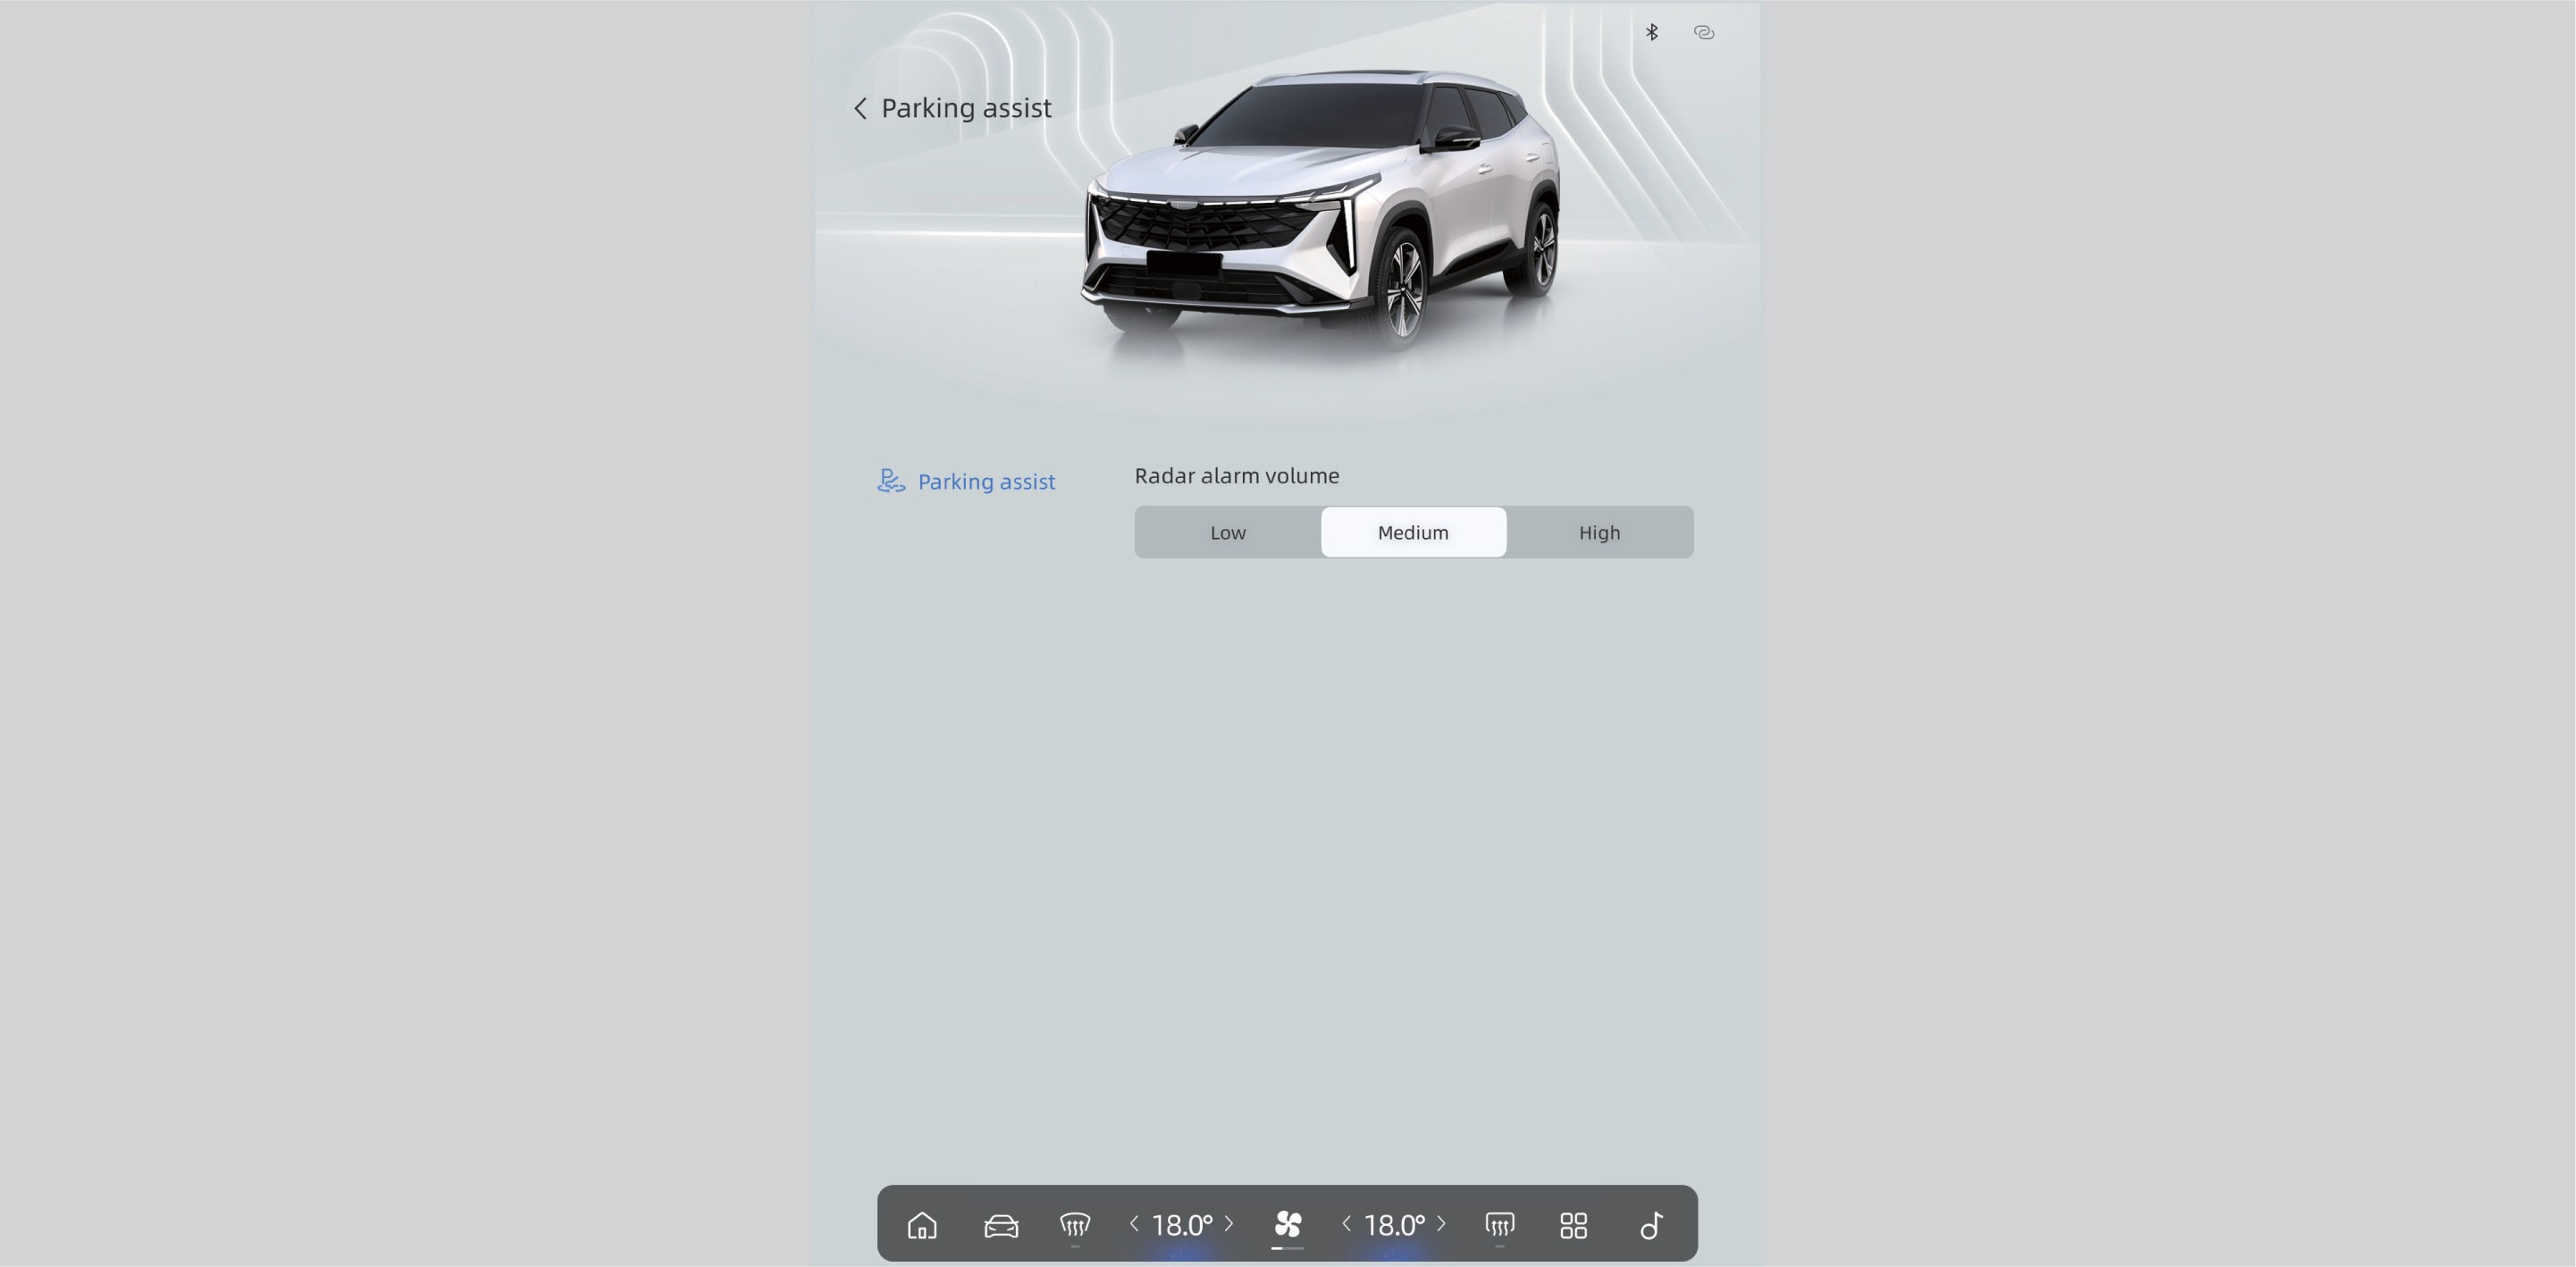 Parking assist
Parking assist
Radar alarm volume
Low Medium High
18.0° 18.0°